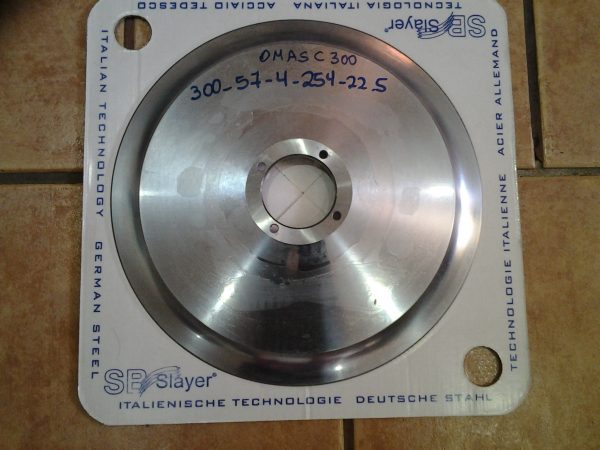 TECNOLOGIA ITALIANA ACCIAIO TEDESCO
SB Slayer®
OMAS C 300
300-57-4-254-22.5
ITALIAN TECHNOLOGY GERMAN STEEL
TECHNOLOGIE ITALIENNE ACIER ALLEMAND
SB Slayer®
ITALIENISCHE TECHNOLOGIE DEUTSCHE STAHL